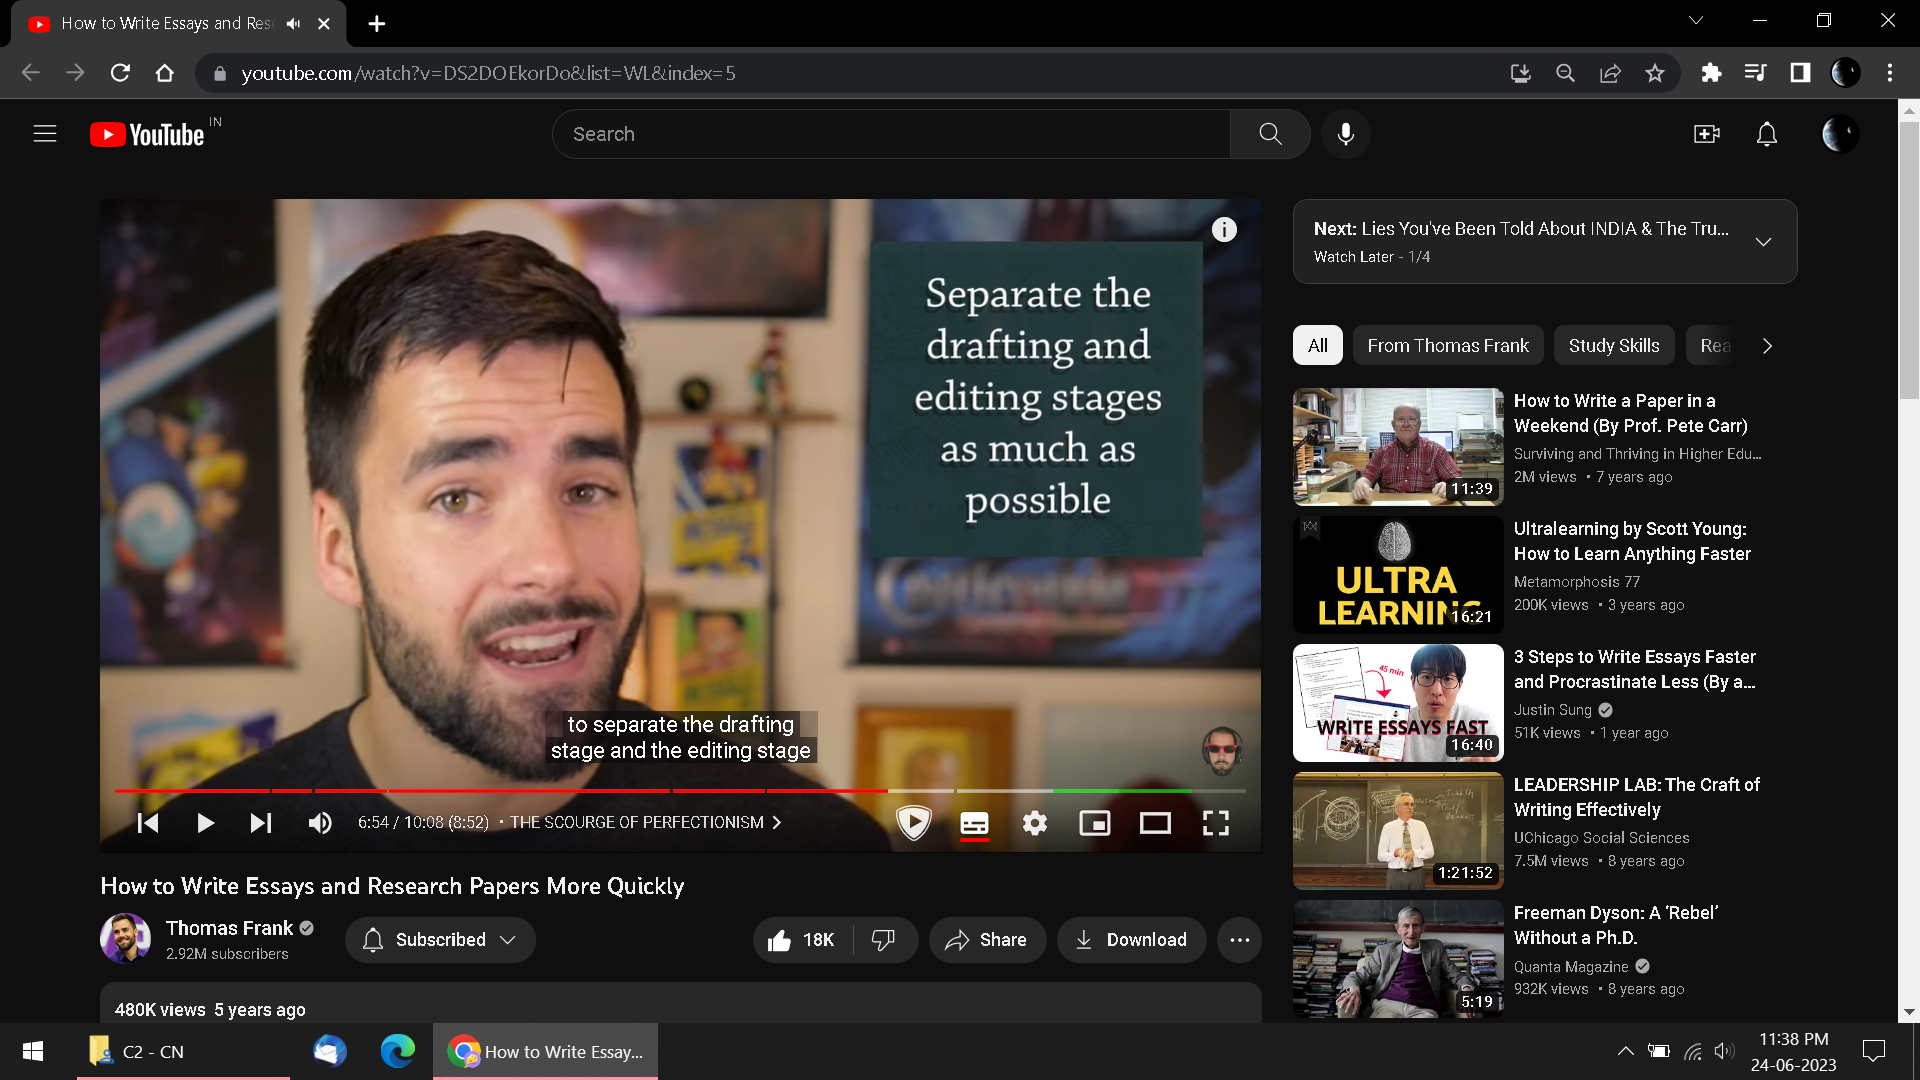 How to Write Essays and Res
youtube.com/watch?v=DS2DOEkorDo&list=WL&index=5
YouTube IN
Search
Separate the
drafting and
editing stages
as much as
possible
to separate the drafting
stage and the editing stage
6:54 / 10:08 (8:52) • THE SCOURGE OF PERFECTIONISM
How to Write Essays and Research Papers More Quickly
Thomas Frank
2.92M subscribers
Subscribed
18K
Share
Download
480K views 5 years ago
Next: Lies You've Been Told About INDIA & The Tru...
Watch Later - 1/4
All
From Thomas Frank
Study Skills
Rea
11:39
How to Write a Paper in a
Weekend (By Prof. Pete Carr)
Surviving and Thriving in Higher Edu...
2M views • 7 years ago
ULTRA
LEARNING
16:21
Ultralearning by Scott Young:
How to Learn Anything Faster
Metamorphosis 77
200K views • 3 years ago
45 min
WRITE ESSAYS FAST
16:40
3 Steps to Write Essays Faster
and Procrastinate Less (By a...
Justin Sung
51K views • 1 year ago
1:21:52
LEADERSHIP LAB: The Craft of
Writing Effectively
UChicago Social Sciences
7.5M views • 8 years ago
5:19
Freeman Dyson: A ‘Rebel’
Without a Ph.D.
Quanta Magazine
932K views • 8 years ago
C2 - CN
How to Write Essay...
11:38 PM
24-06-2023